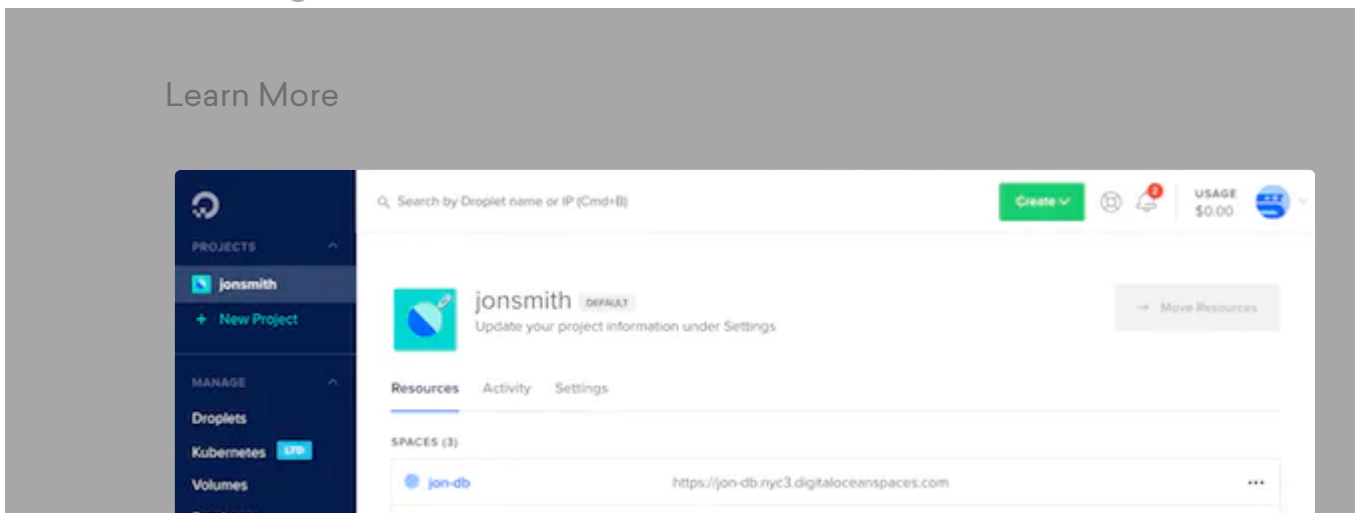 Learn More
Search by Droplet name or IP (Cmd+B)
Create
2
USAGE
$0.00
PROJECTS
jonsmith
+ New Project
jonsmith DEFAULT
Update your project information under Settings
→ Move Resources
MANAGE
Resources Activity Settings
Droplets
Kubernetes LTD
SPACES (3)
Volumes
jon-db https://jon-db.nyc3.digitaloceanspaces.com